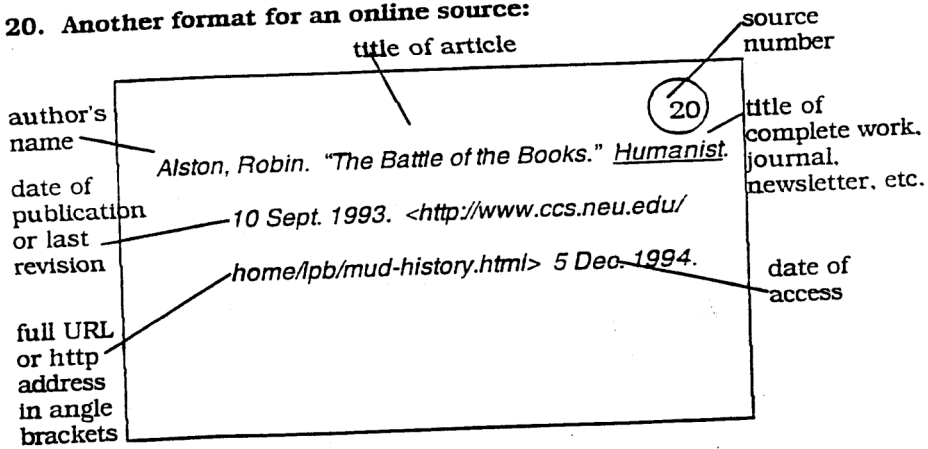 20. Another format for an online source:
title of article
source
number
author's
name
20
title of
complete work,
journal,
newsletter, etc.
Alston, Robin. "The Battle of the Books." Humanist.
date of
publication
or last
revision
10 Sept. 1993. <http://www.ccs.neu.edu/
home/lpb/mud-history.html> 5 Dec. 1994.
date of
access
full URL
or http
address
in angle
brackets